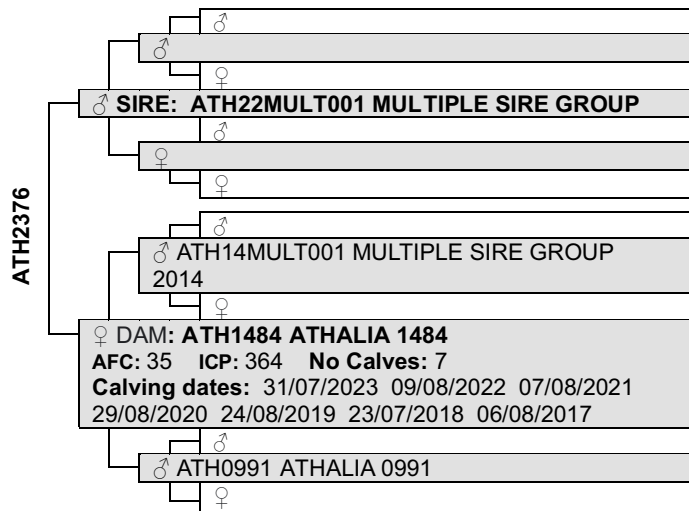 ♂
♂
♀
♂ SIRE: ATH22MULT001 MULTIPLE SIRE GROUP
♂
♀
♀
ATH2376
♂
♂ ATH14MULT001 MULTIPLE SIRE GROUP
2014
♀
♀ DAM: ATH1484 ATHALIA 1484
AFC: 35 ICP: 364 No Calves: 7
Calving dates: 31/07/2023 09/08/2022 07/08/2021
29/08/2020 24/08/2019 23/07/2018 06/08/2017
♂
♂ ATH0991 ATHALIA 0991
♀